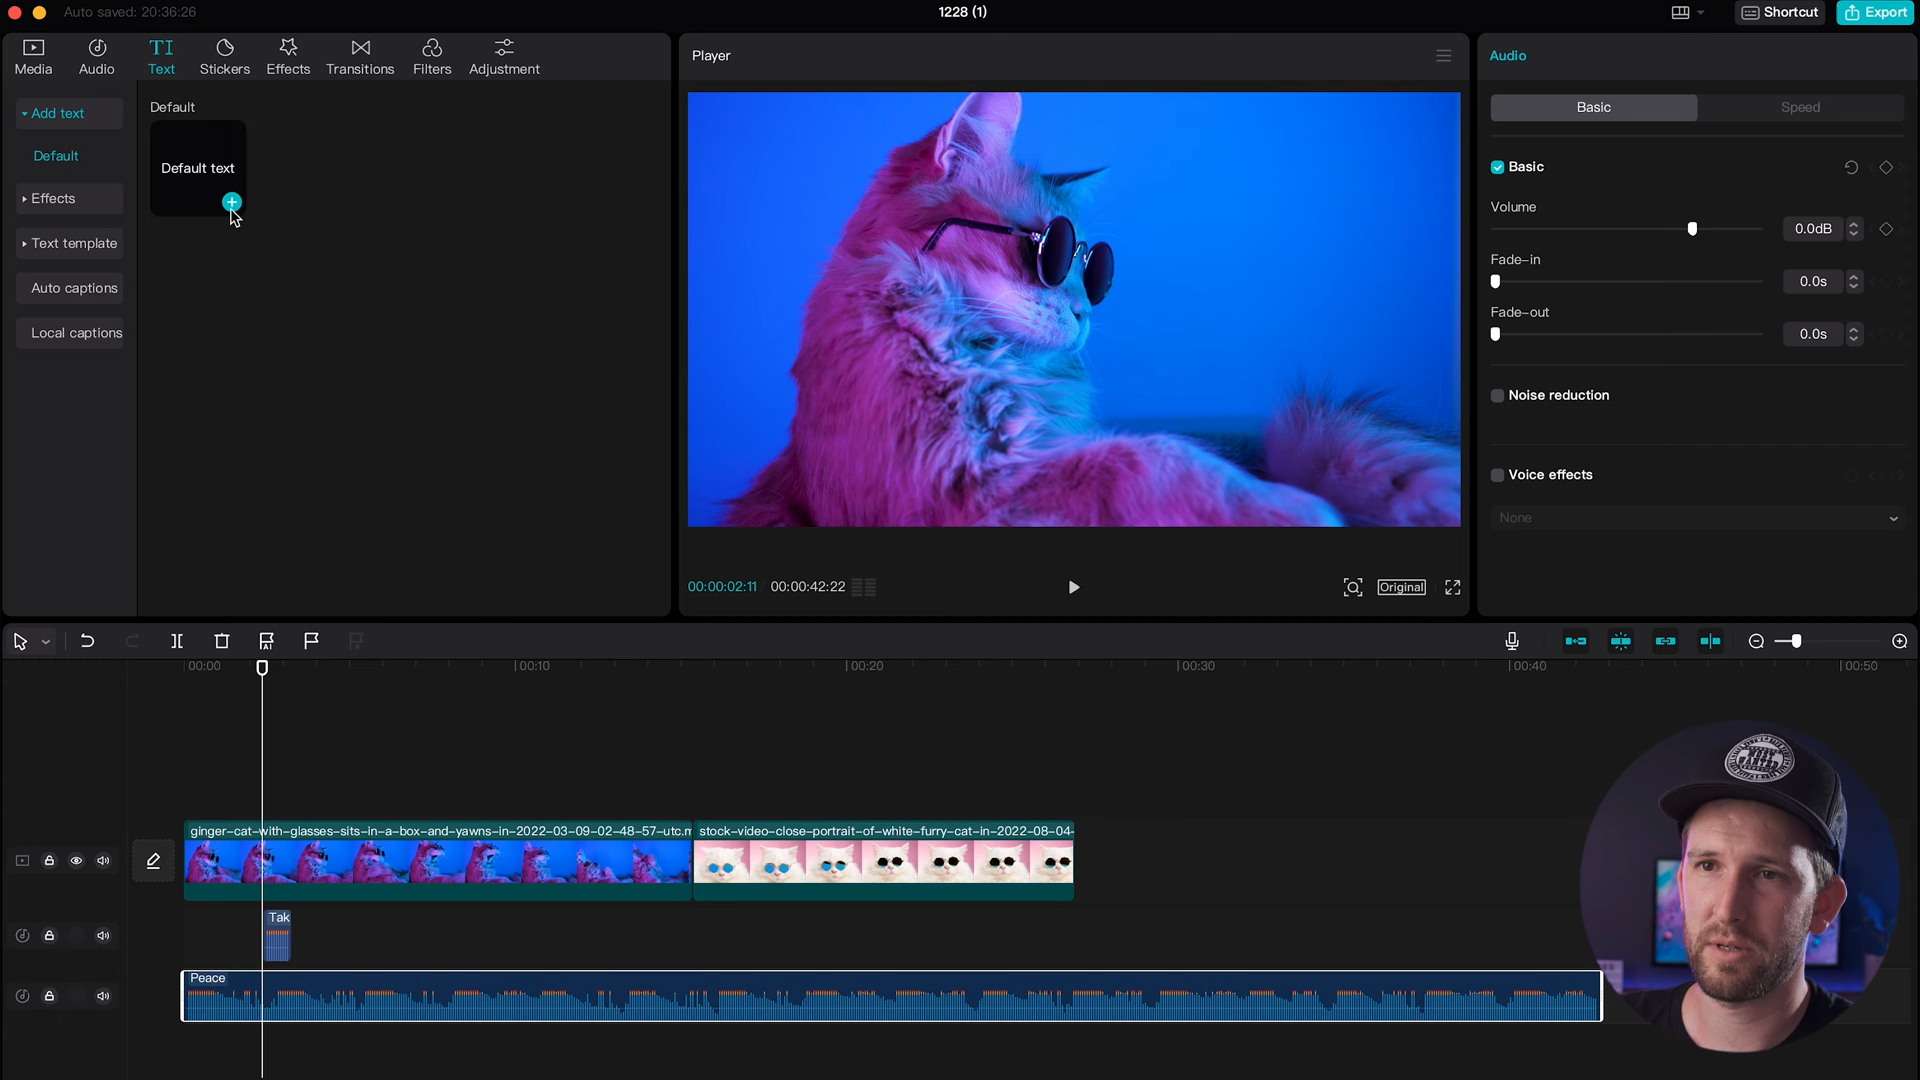 Auto saved: 20:36:26
1228 (1)
Shortcut
Export
Media
Audio
TI
Text
Stickers
Effects
Transitions
Filters
Adjustment
Player
Audio
Add text
Default
Effects
Text template
Auto captions
Local captions
Default
Default text
Basic
Speed
Basic
Volume
0.0dB
Fade-in
0.0s
Fade-out
0.0s
Noise reduction
Voice effects
None
00:00:02:11 / 00:00:42:22
Original
00:00
00:10
00:20
00:30
00:40
00:50
ginger-cat-with-glasses-sits-in-a-box-and-yawns-in-2022-03-09-02-48-57-utc.m
stock-video-close-portrait-of-white-furry-cat-in-2022-08-04-
Tak
Peace